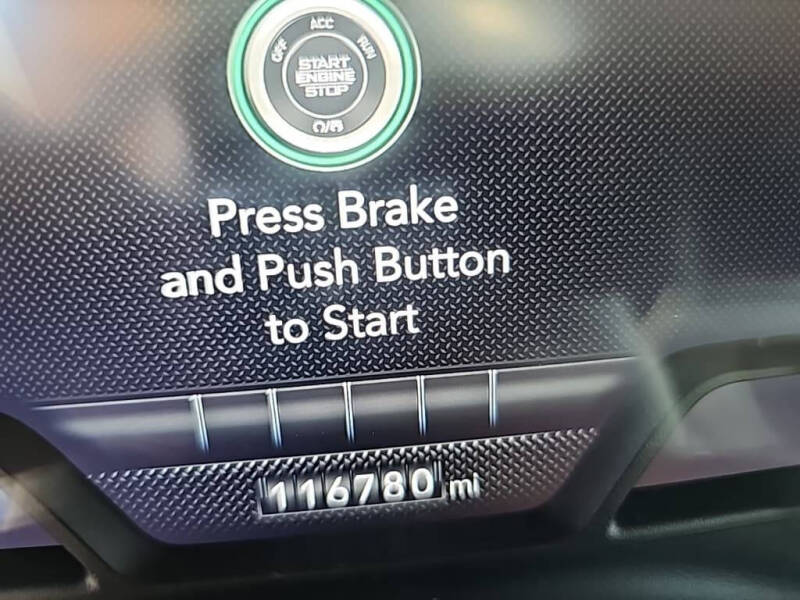 ACC
OFF
RUN
START
ENGINE
STOP
Press Brake
and Push Button
to Start
116780 mi